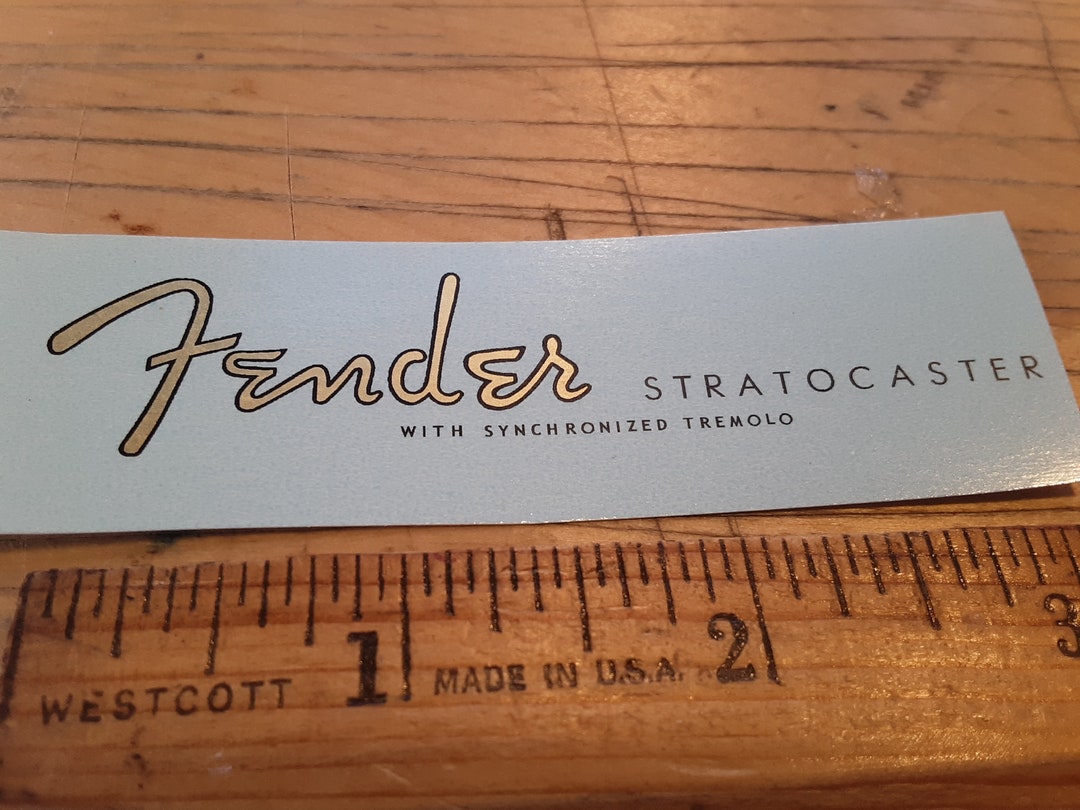 Fender STRATOCASTER
WITH SYNCHRONIZED TREMOLO
1 2 3
WESTCOTT MADE IN U.S.A.